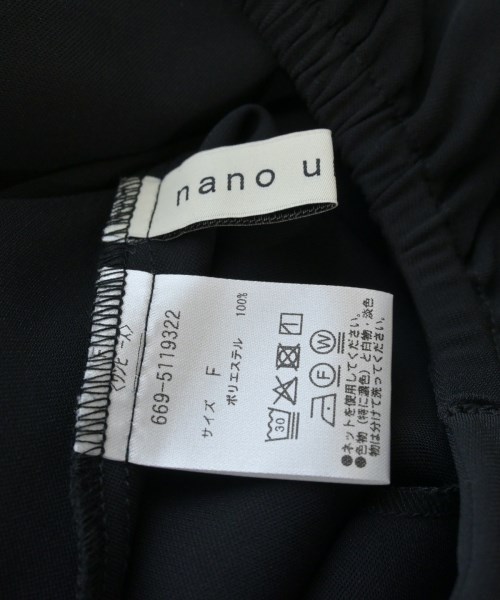 nano u
<ワンピース>
669-5119322
サイズ F
ポリエステル 100%
30
F W
●ネットを使用してください。
●色物(特に濃色)と白物・淡色
物は分けて洗ってください。